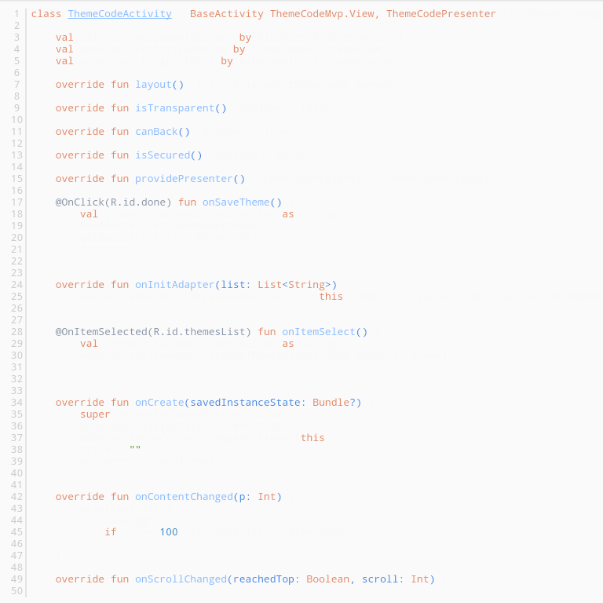 1 class ThemeCodeActivity BaseActivity ThemeCodeMvp.View, ThemeCodePresenter
2
3 val by
4 val by
5 val by
6
7 override fun layout()
8
9 override fun isTransparent()
10
11 override fun canBack()
12
13 override fun isSecured()
14
15 override fun providePresenter()
16
17 @OnClick(R.id.done) fun onSaveTheme()
18 val as
19
20
21
22
23
24 override fun onInitAdapter(list: List<String>)
25 this
26
27
28 @OnItemSelected(R.id.themesList) fun onItemSelect()
29 val as
30
31
32
33
34 override fun onCreate(savedInstanceState: Bundle?)
35 super
36
37 this
38 ""
39
40
41
42 override fun onContentChanged(p: Int)
43
44
45 if 100
46
47
48
49 override fun onScrollChanged(reachedTop: Boolean, scroll: Int)
50